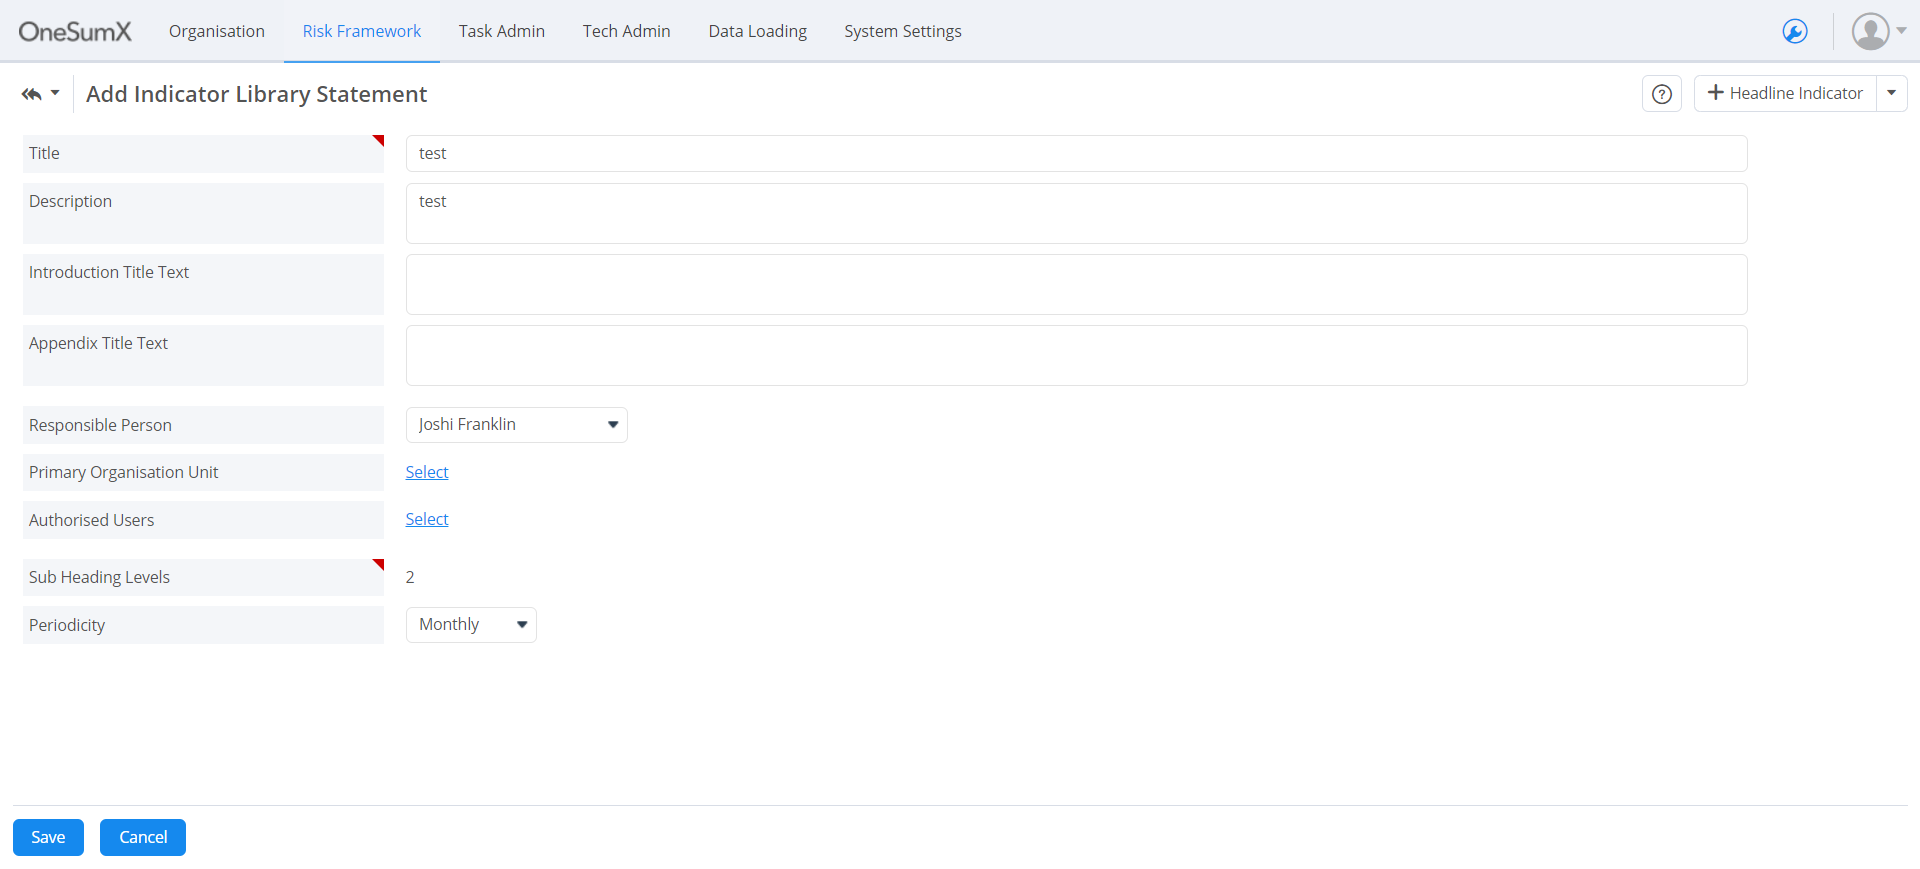 OneSumX Organisation Risk Framework Task Admin Tech Admin Data Loading System Settings
Add Indicator Library Statement ? + Headline Indicator
Title test
Description test
Introduction Title Text
Appendix Title Text
Responsible Person Joshi Franklin
Primary Organisation Unit Select
Authorised Users Select
Sub Heading Levels 2
Periodicity Monthly
Save Cancel